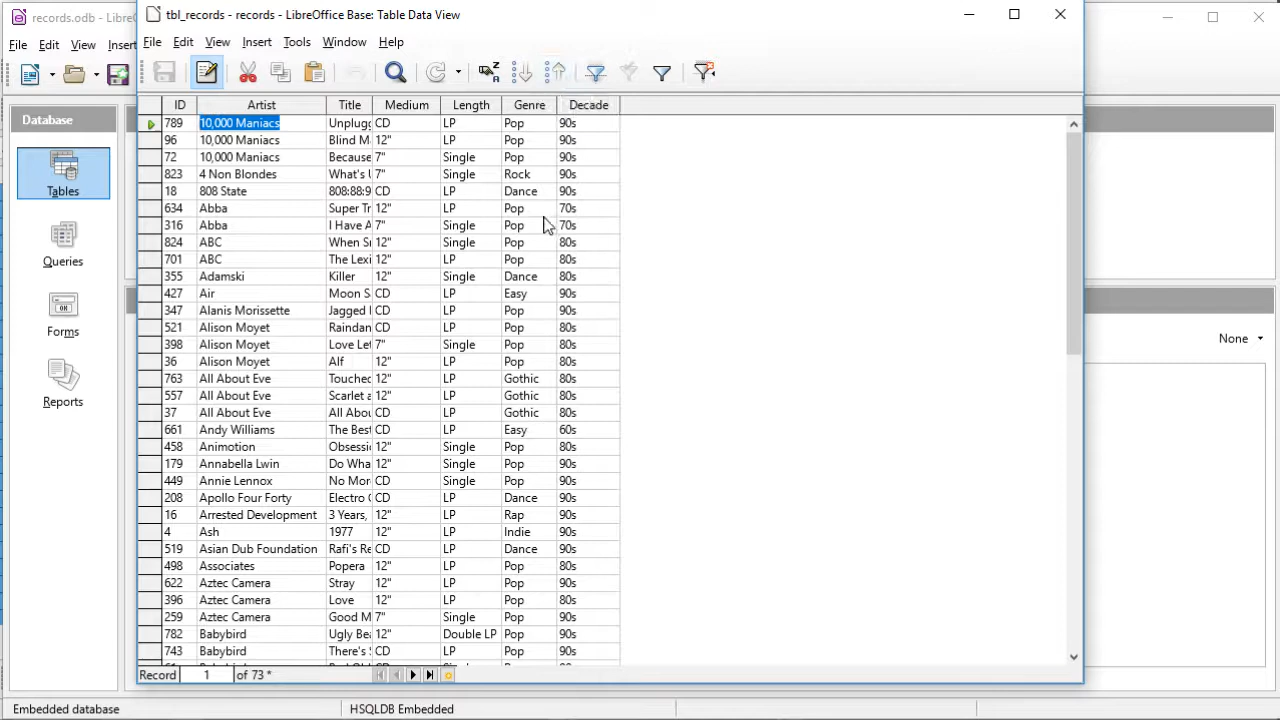 records.odb - L
tbl_records - records - LibreOffice Base: Table Data View
File Edit View Insert
File Edit View Insert Tools Window Help
ID Artist Title Medium Length Genre Decade
789 10,000 Maniacs Unplugg CD LP Pop 90s
96 10,000 Maniacs Blind M 12" LP Pop 90s
72 10,000 Maniacs Because 7" Single Pop 90s
823 4 Non Blondes What's U 7" Single Rock 90s
18 808 State 808:88:9 CD LP Dance 90s
634 Abba Super Tr 12" LP Pop 70s
316 Abba I Have A 7" Single Pop 70s
824 ABC When S 12" Single Pop 80s
701 ABC The Lexi 12" LP Pop 80s
355 Adamski Killer 12" Single Dance 80s
427 Air Moon S CD LP Easy 90s
347 Alanis Morissette Jagged CD LP Pop 90s
521 Alison Moyet Raindan CD LP Pop 80s
398 Alison Moyet Love Let 7" Single Pop 80s
36 Alison Moyet Alf 12" LP Pop 80s
763 All About Eve Touched CD LP Gothic 80s
557 All About Eve Scarlet a 12" LP Gothic 80s
37 All About Eve All Abou CD LP Gothic 80s
661 Andy Williams The Best CD LP Easy 60s
458 Animotion Obsessi 12" Single Pop 80s
179 Annabella Lwin Do Wha 12" Single Pop 90s
449 Annie Lennox No Mor CD Single Pop 90s
208 Apollo Four Forty Electro CD LP Dance 90s
16 Arrested Development 3 Years, 12" LP Rap 90s
4 Ash 1977 12" LP Indie 90s
519 Asian Dub Foundation Rafi's Re CD LP Dance 90s
498 Associates Popera 12" LP Pop 80s
622 Aztec Camera Stray 12" LP Pop 90s
396 Aztec Camera Love 12" LP Pop 80s
259 Aztec Camera Good M 7" Single Pop 90s
782 Babybird Ugly Bea 12" Double LP Pop 90s
743 Babybird There's CD LP Pop 90s
Record 1 of 73 *
Database
Tables
Queries
Forms
Reports
None
Embedded database HSQLDB Embedded